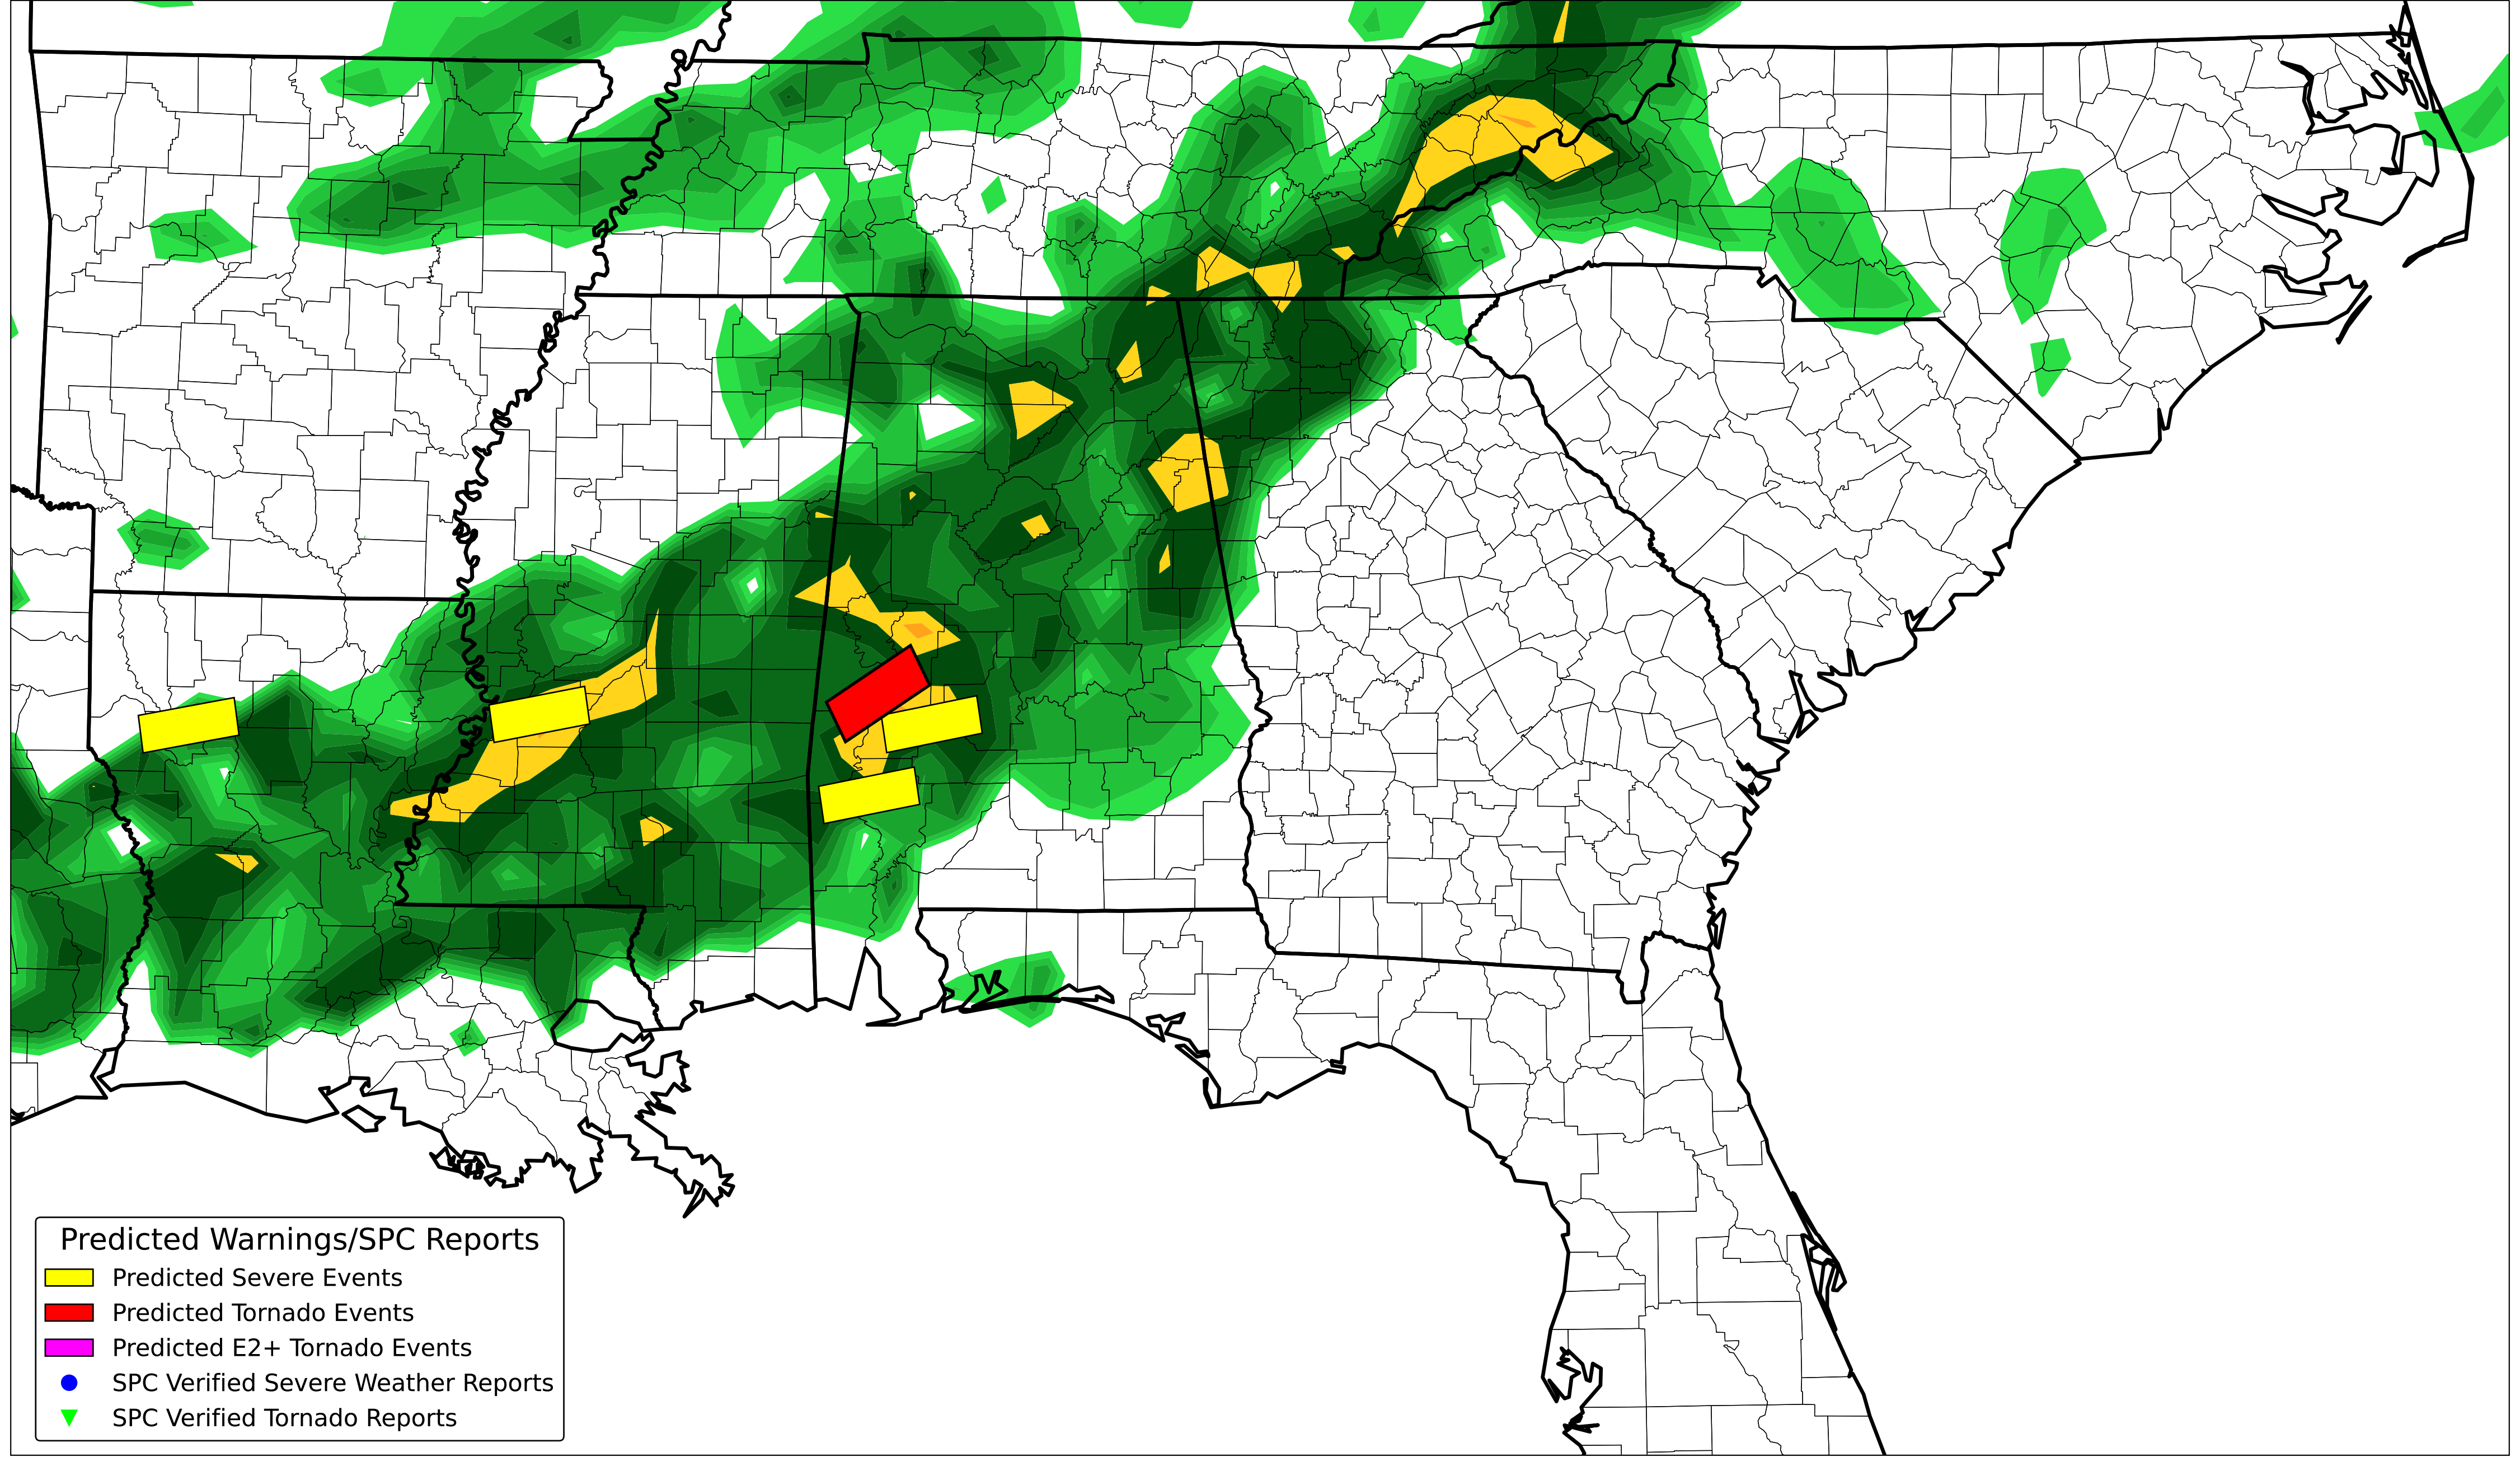 Predicted Warnings/SPC Reports
Predicted Severe Events
Predicted Tornado Events
Predicted E2+ Tornado Events
SPC Verified Severe Weather Reports
SPC Verified Tornado Reports